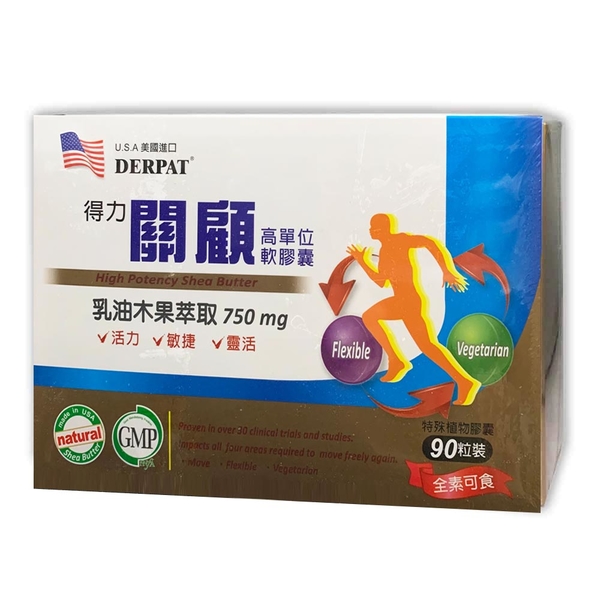 U.S.A 美國進口
DERPAT®
得力 關顧 高單位
軟膠囊
High Potency Shea Butter
乳油木果萃取 750 mg
活力 敏捷 靈活
Flexible
Vegetarian
made in USA
natural
Shea Butter
GMP
Proven in over 30 clinical trials and studies:
impacts all four areas required to move freely again.
· Move · Flexible · Vegetarian
特殊植物膠囊
90粒裝
全素可食